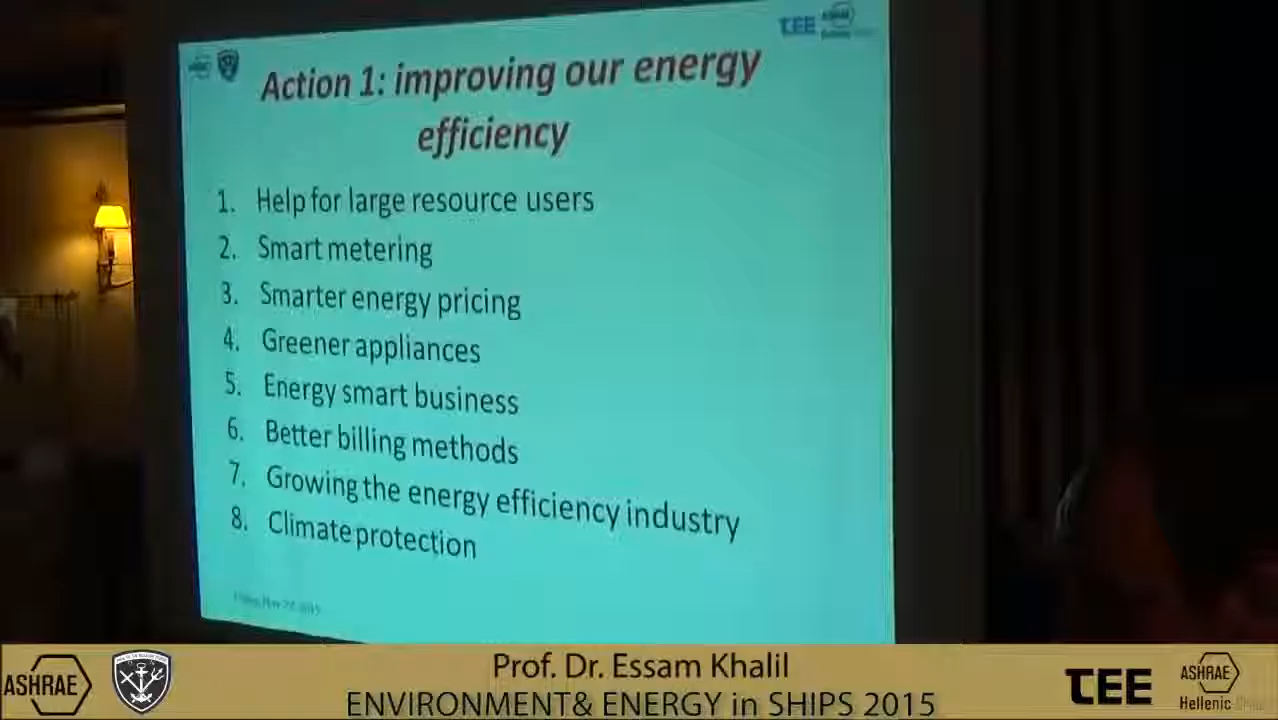 TEE
ASHRAE
Action 1: improving our energy
efficiency
1. Help for large resource users
2. Smart metering
3. Smarter energy pricing
4. Greener appliances
5. Energy smart business
6. Better billing methods
7. Growing the energy efficiency industry
8. Climate protection
ASHRAE
Prof. Dr. Essam Khalil
ENVIRONMENT& ENERGY in SHIPS 2015
TEE
ASHRAE
Hellenic